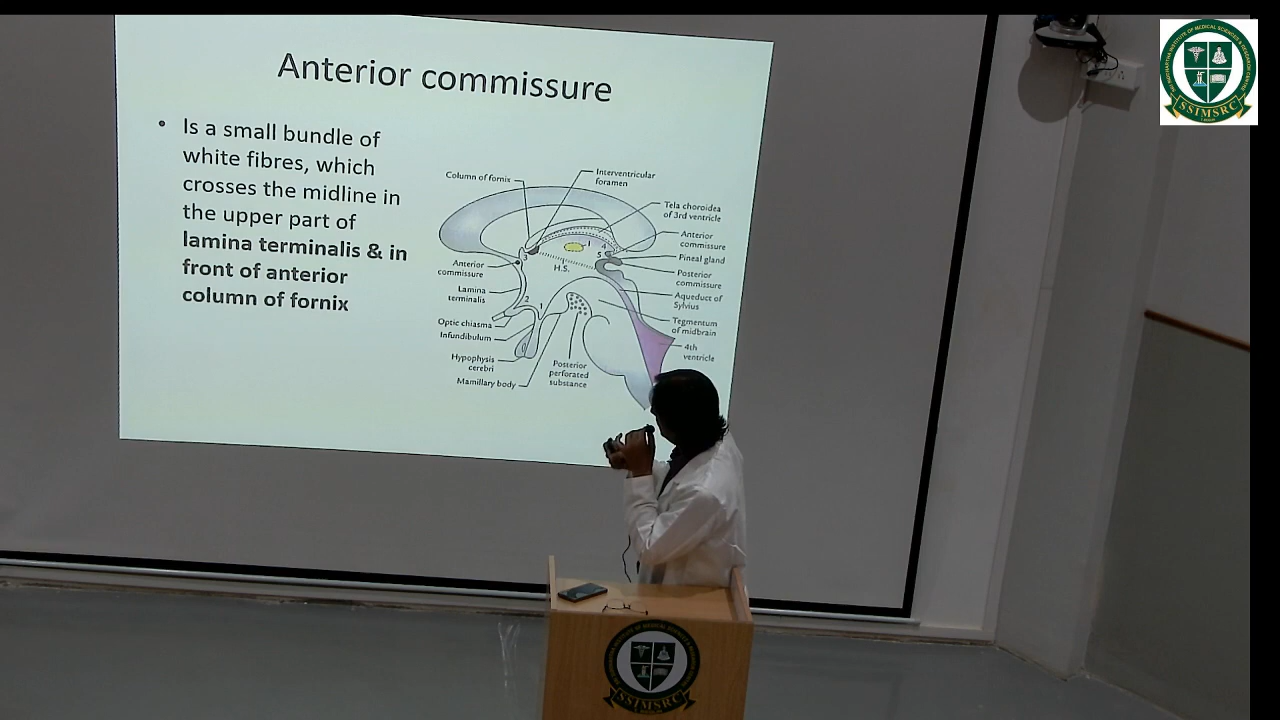 Anterior commissure
• Is a small bundle of
white fibres, which
crosses the midline in
the upper part of
lamina terminalis & in
front of anterior
column of fornix
Column of fornix
Interventricular
foramen
Tela choroidea
of 3rd ventricle
Anterior
commissure
Pineal gland
Posterior
commissure
Aqueduct of
Sylvius
Tegmentum
of midbrain
4th
ventricle
Anterior
commissure
Lamina
terminalis
Optic chiasma
Infundibulum
Hypophysis
cerebri
Mamillary body
Posterior
perforated
substance
H.S.
1
2
3
4
5
1
SSIMSRC
SSIMSRC